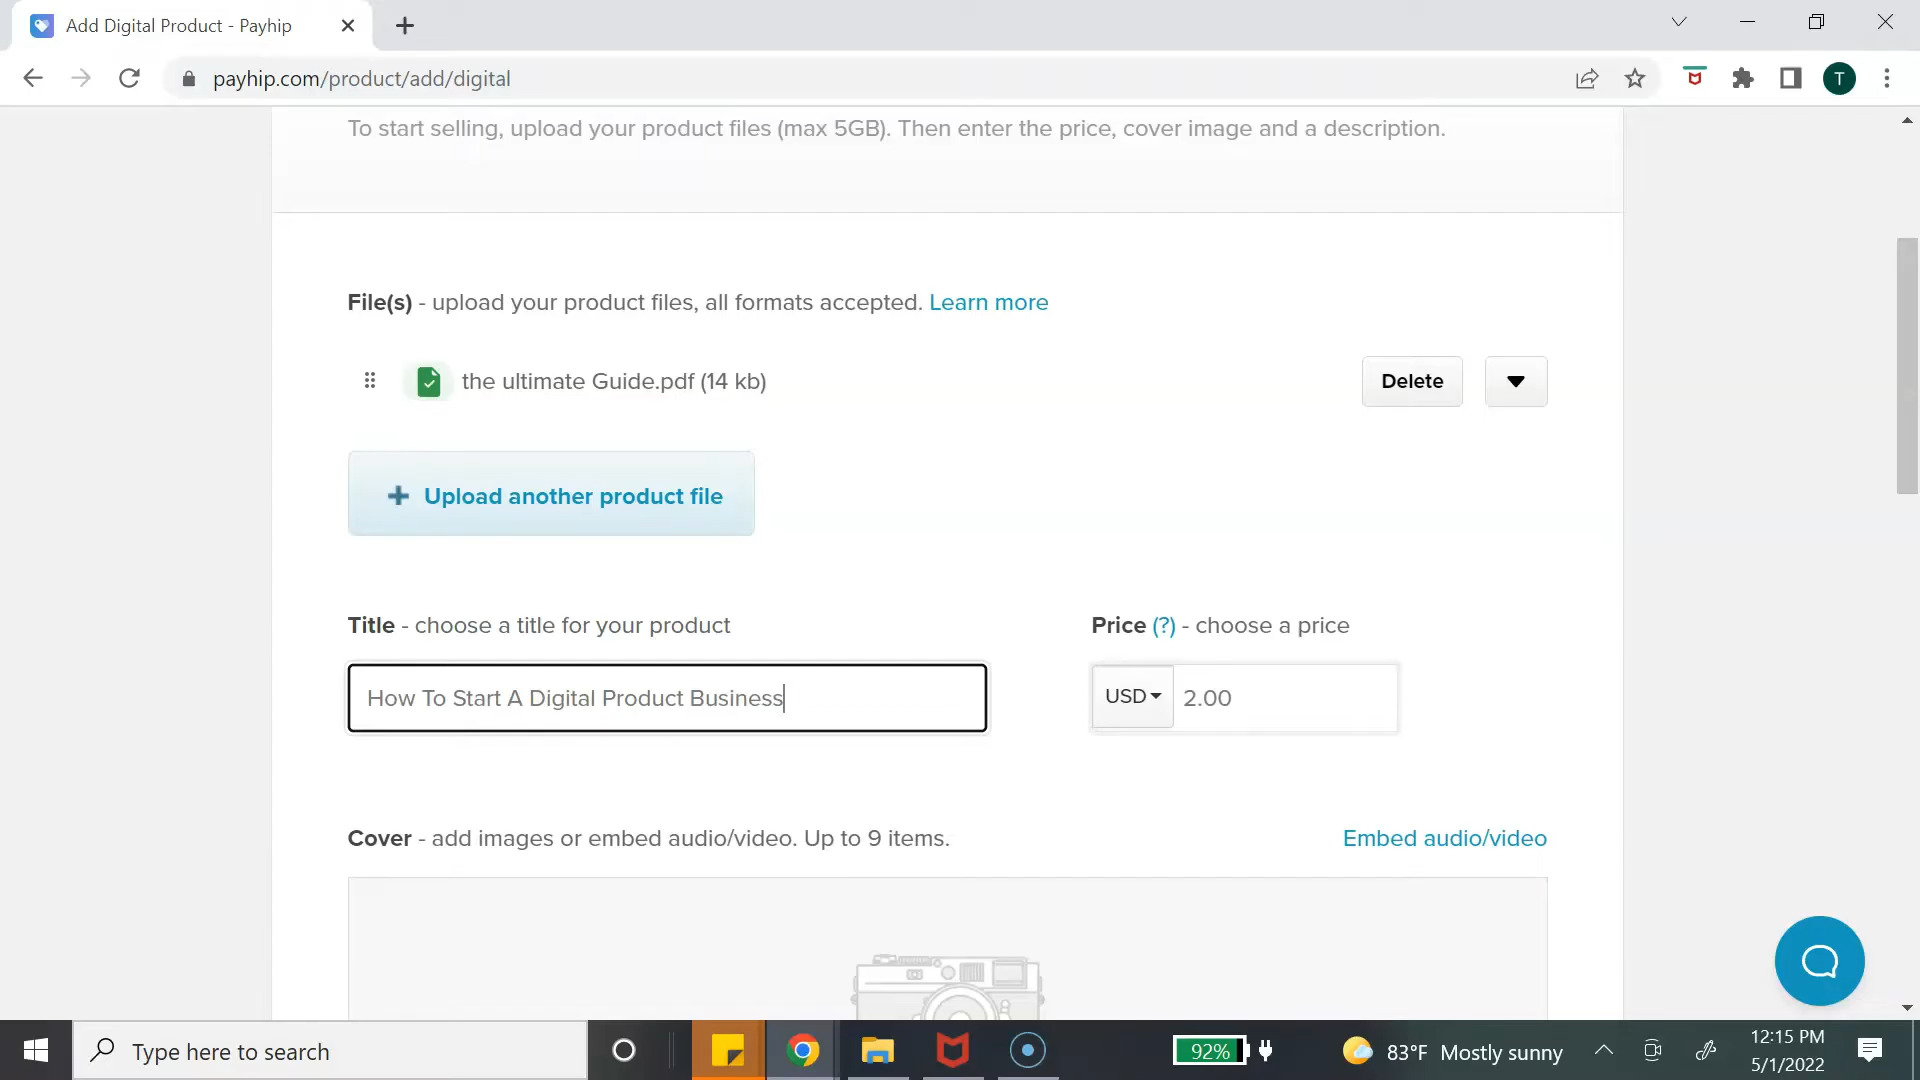 Add Digital Product - Payhip
payhip.com/product/add/digital
T
To start selling, upload your product files (max 5GB). Then enter the price, cover image and a description.
File(s) - upload your product files, all formats accepted. Learn more
the ultimate Guide.pdf (14 kb)
Delete
Upload another product file
Title - choose a title for your product
Price (?) - choose a price
How To Start A Digital Product Business
USD
2.00
Cover - add images or embed audio/video. Up to 9 items.
Embed audio/video
Type here to search
92%
83°F Mostly sunny
12:15 PM
5/1/2022